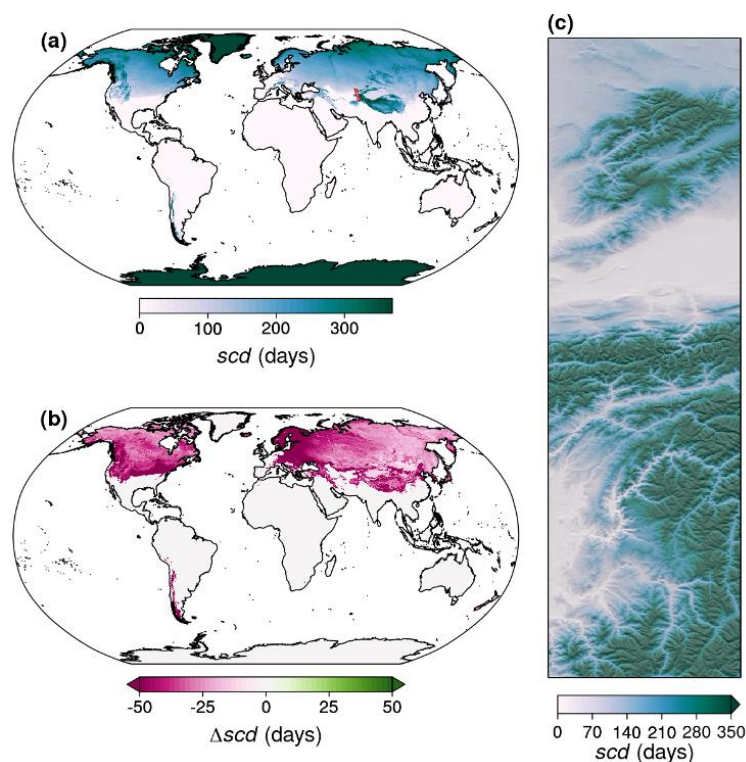 (a)
0 100 200 300
scd (days)
(b)
-50 -25 0 25 50
Δscd (days)
(c)
0 70 140 210 280 350
scd (days)